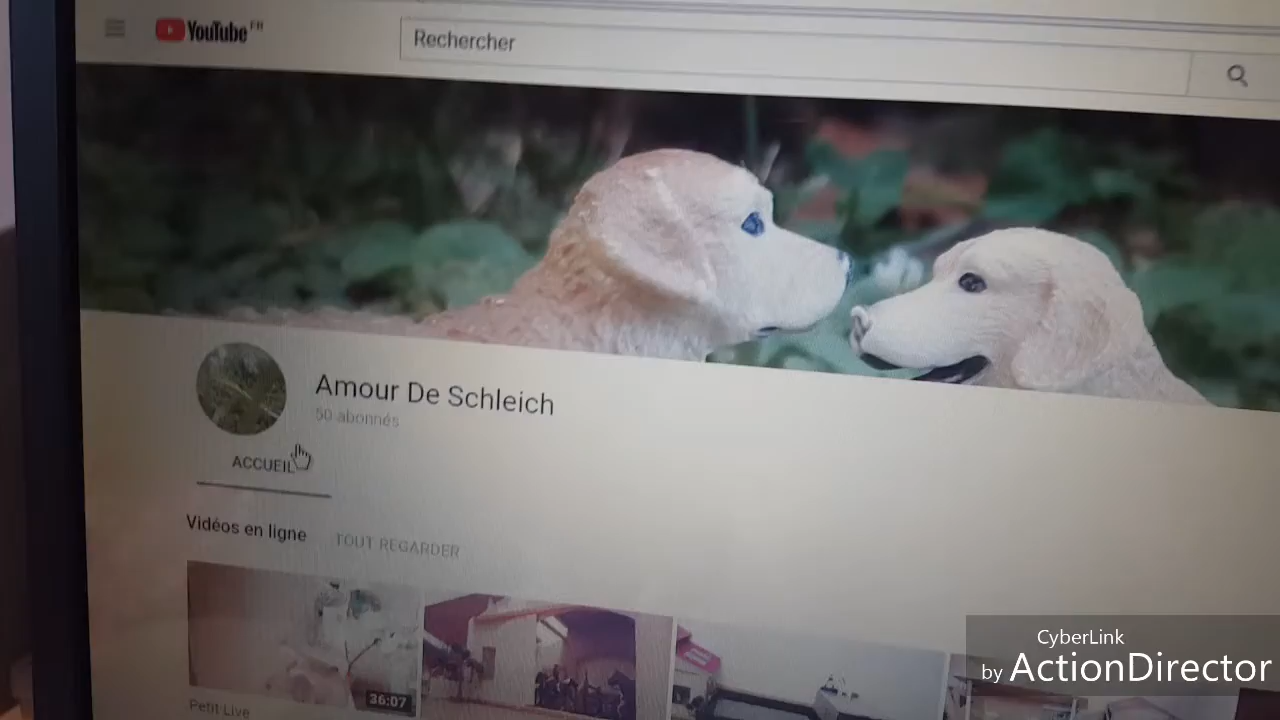 YouTube FR
Rechercher
Amour De Schleich
50 abonnés
ACCUEIL
Vidéos en ligne
TOUT REGARDER
36:07
Petit Live
CyberLink
by ActionDirector